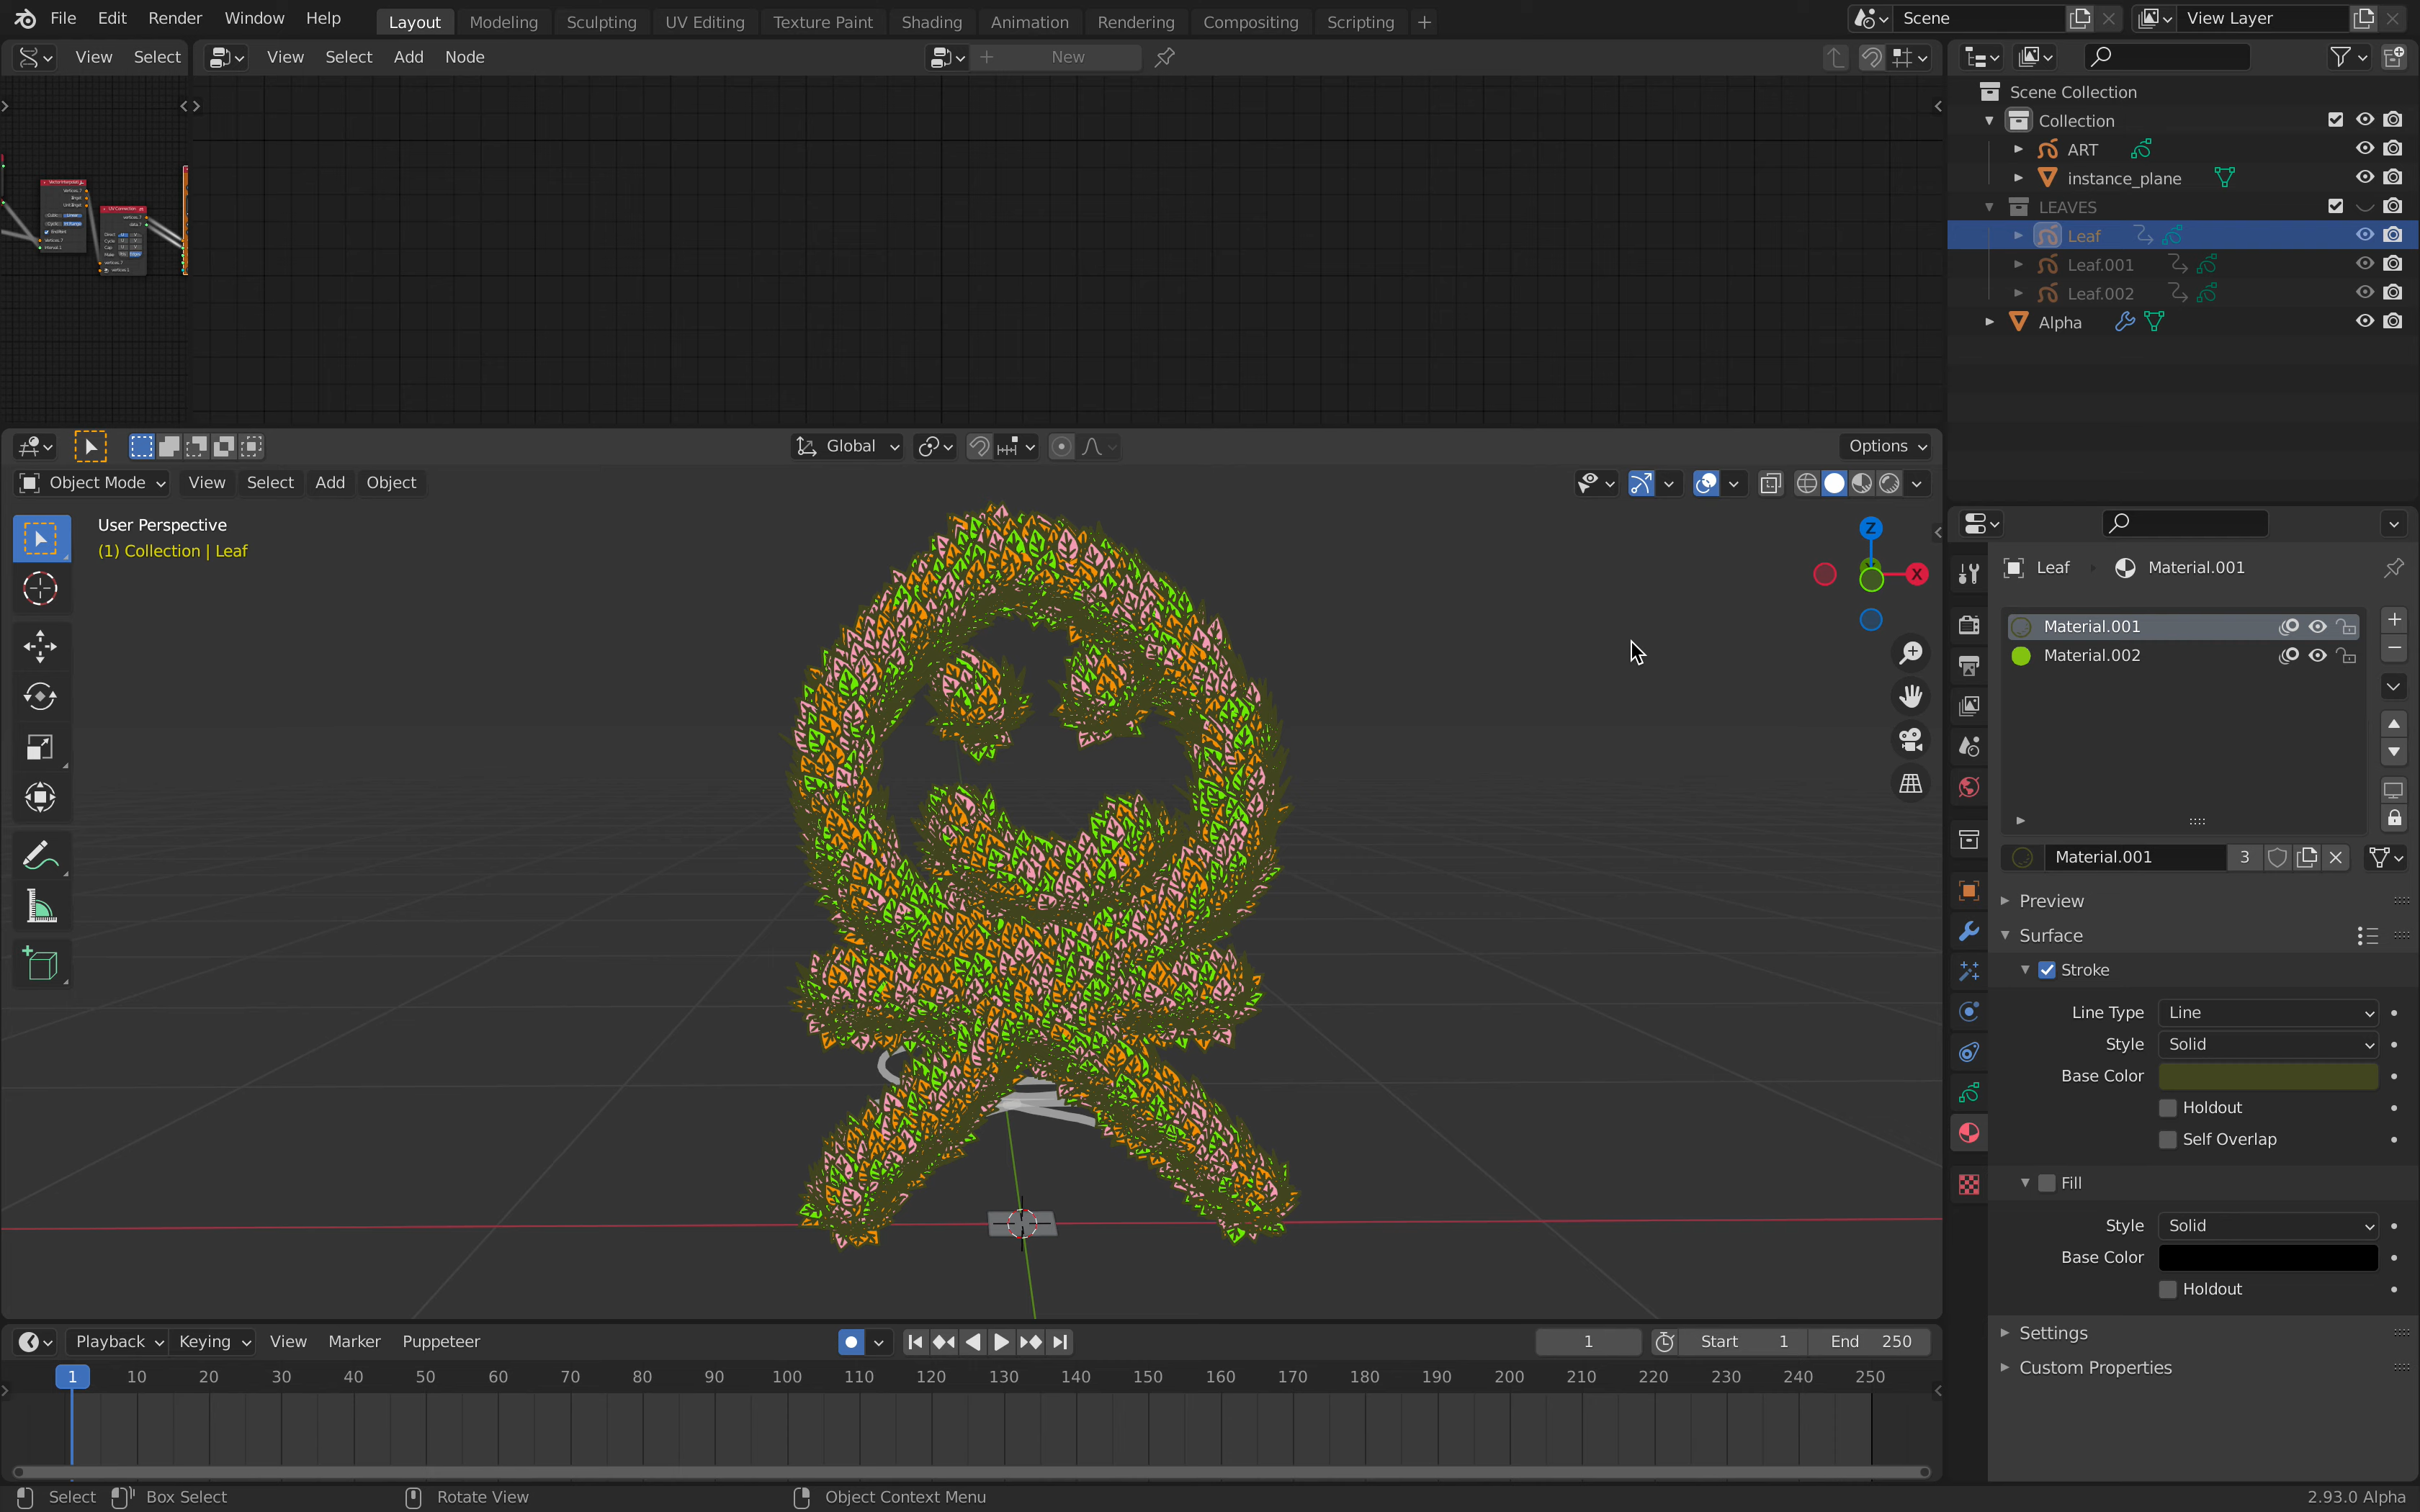 File Edit Render Window Help Layout Modeling Sculpting UV Editing Texture Paint Shading Animation Rendering Compositing Scripting + Scene View Layer
View Select View Select Add Node New
Scene Collection
Collection
ART
instance_plane
LEAVES
Leaf
Leaf.001
Leaf.002
Alpha
Global Options
Object Mode View Select Add Object
User Perspective
(1) Collection | Leaf
Z
X
Leaf Material.001
Material.001
Material.002
Material.001 3
Preview
Surface
Stroke
Line Type Line
Style Solid
Base Color
Holdout
Self Overlap
Fill
Style Solid
Base Color
Holdout
Settings
Custom Properties
Playback Keying View Marker Puppeteer 1 Start 1 End 250
1 10 20 30 40 50 60 70 80 90 100 110 120 130 140 150 160 170 180 190 200 210 220 230 240 250
Select Box Select Rotate View Object Context Menu 2.93.0 Alpha